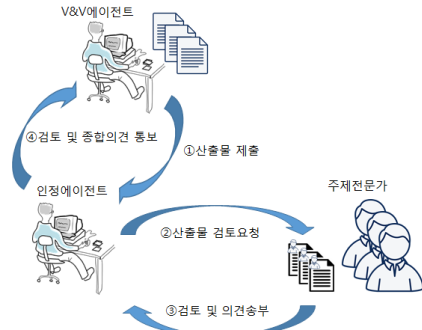 V&V에이전트
④검토 및 종합의견 통보
①산출물 제출
인정에이전트
주제전문가
②산출물 검토요청
③검토 및 의견송부